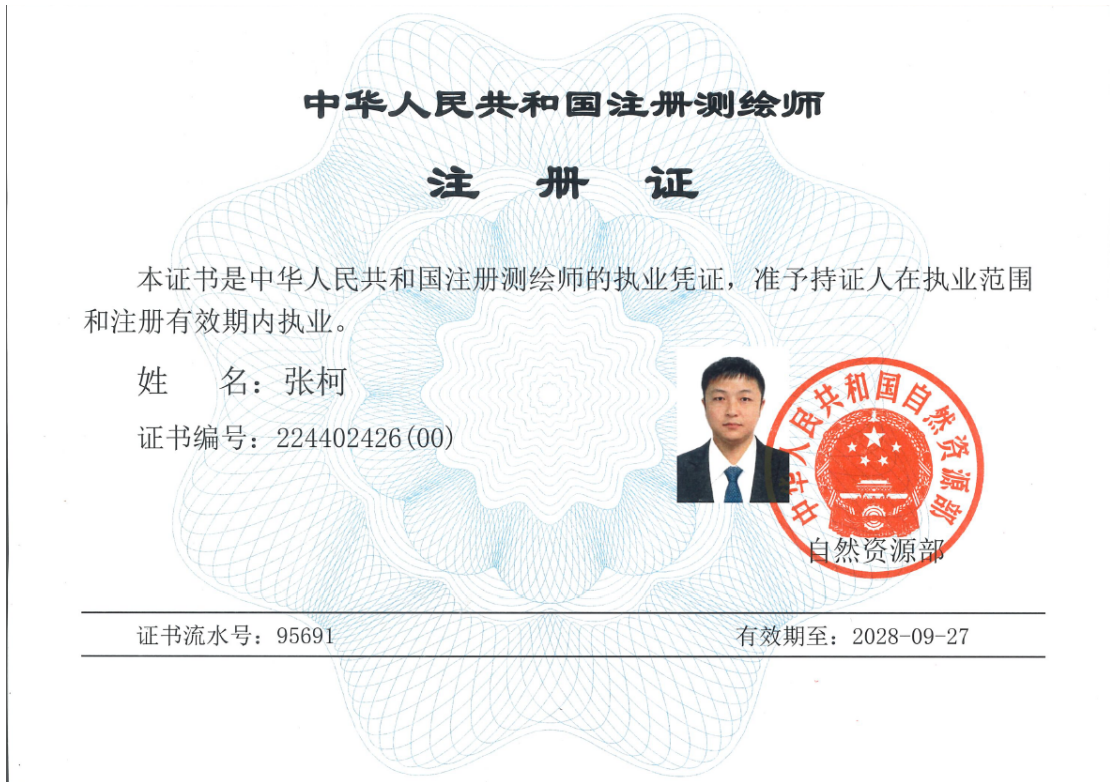 中华人民共和国注册测绘师
注 册 证
本证书是中华人民共和国注册测绘师的执业凭证，准予持证人在执业范围
和注册有效期内执业。
姓 名：张柯
证书编号：224402426(00)
中华人民共和国自然资源部
自然资源部
证书流水号：95691
有效期至：2028-09-27